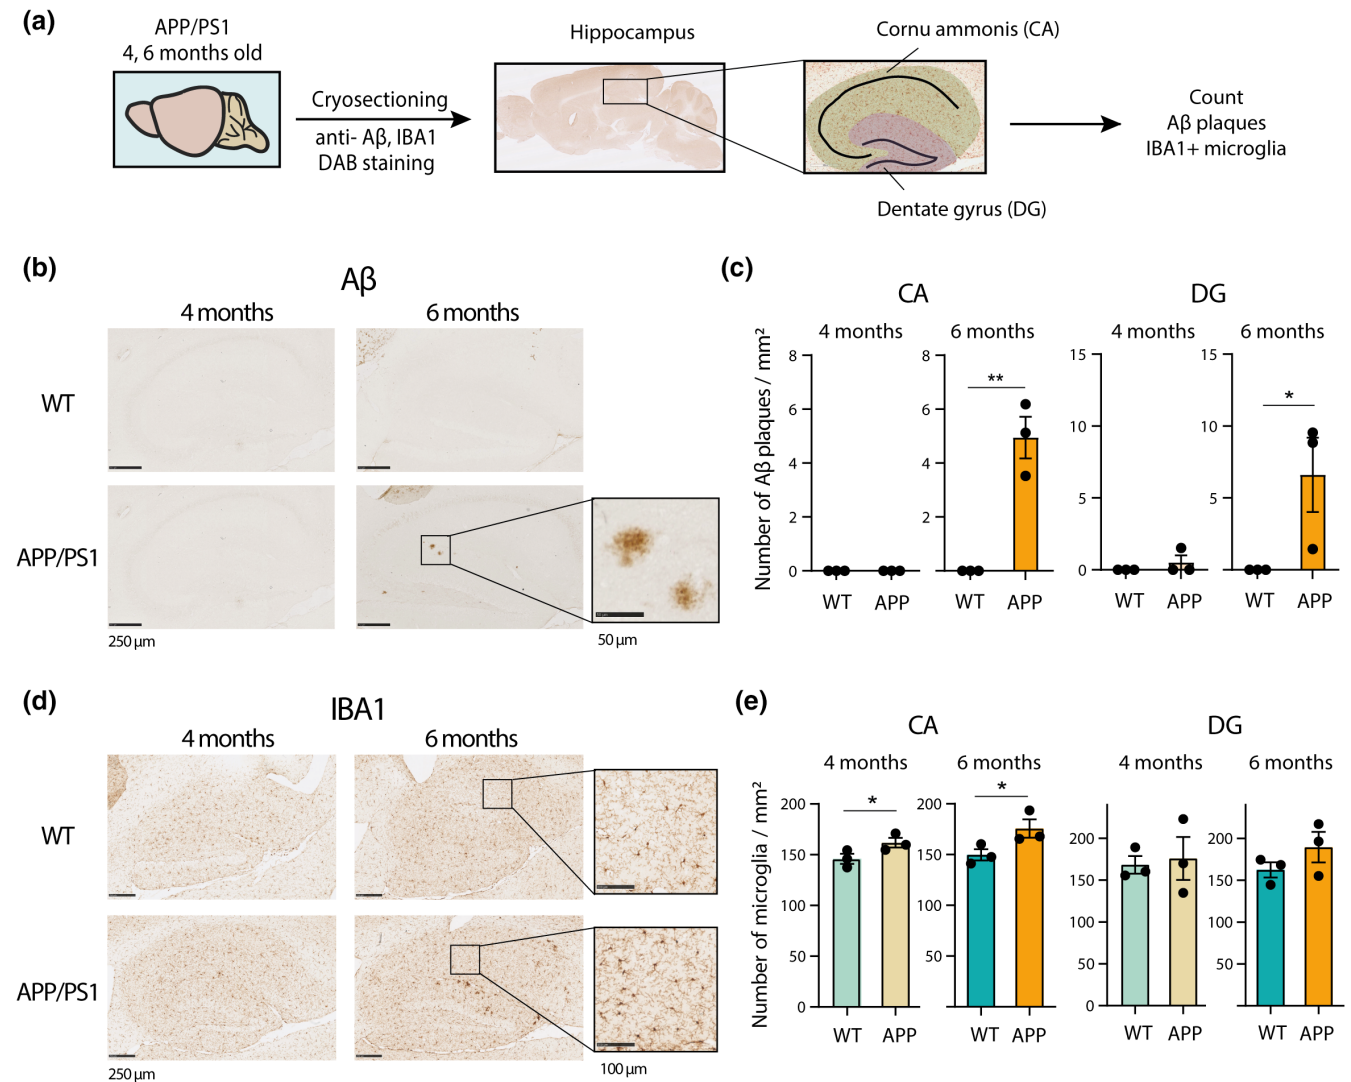 (a)
APP/PS1
4, 6 months old
Cryosectioning
anti- Aβ, IBA1
DAB staining
Hippocampus
Cornu ammonis (CA)
Dentate gyrus (DG)
Count
Aβ plaques
IBA1+ microglia
(b)
Aβ
4 months
6 months
WT
APP/PS1
250 µm
50 µm
(c)
CA
DG
4 months
6 months
4 months
6 months
Number of Aβ plaques / mm²
8
6
4
2
0
WT
APP
8
6
4
2
**
WT
APP
15
10
5
0
WT
APP
15
10
5
*
WT
APP
(d)
IBA1
4 months
6 months
WT
APP/PS1
250 µm
100 µm
(e)
CA
DG
4 months
6 months
4 months
6 months
Number of microglia / mm²
200
150
100
50
0
*
WT
APP
200
150
100
50
*
WT
APP
200
150
100
50
0
WT
APP
200
150
100
50
WT
APP